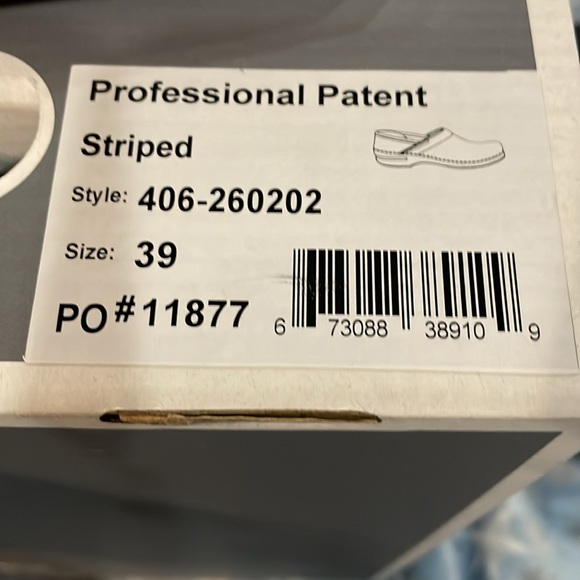 Professional Patent
Striped
Style: 406-260202
Size: 39
PO #11877
6 73088 38910 9